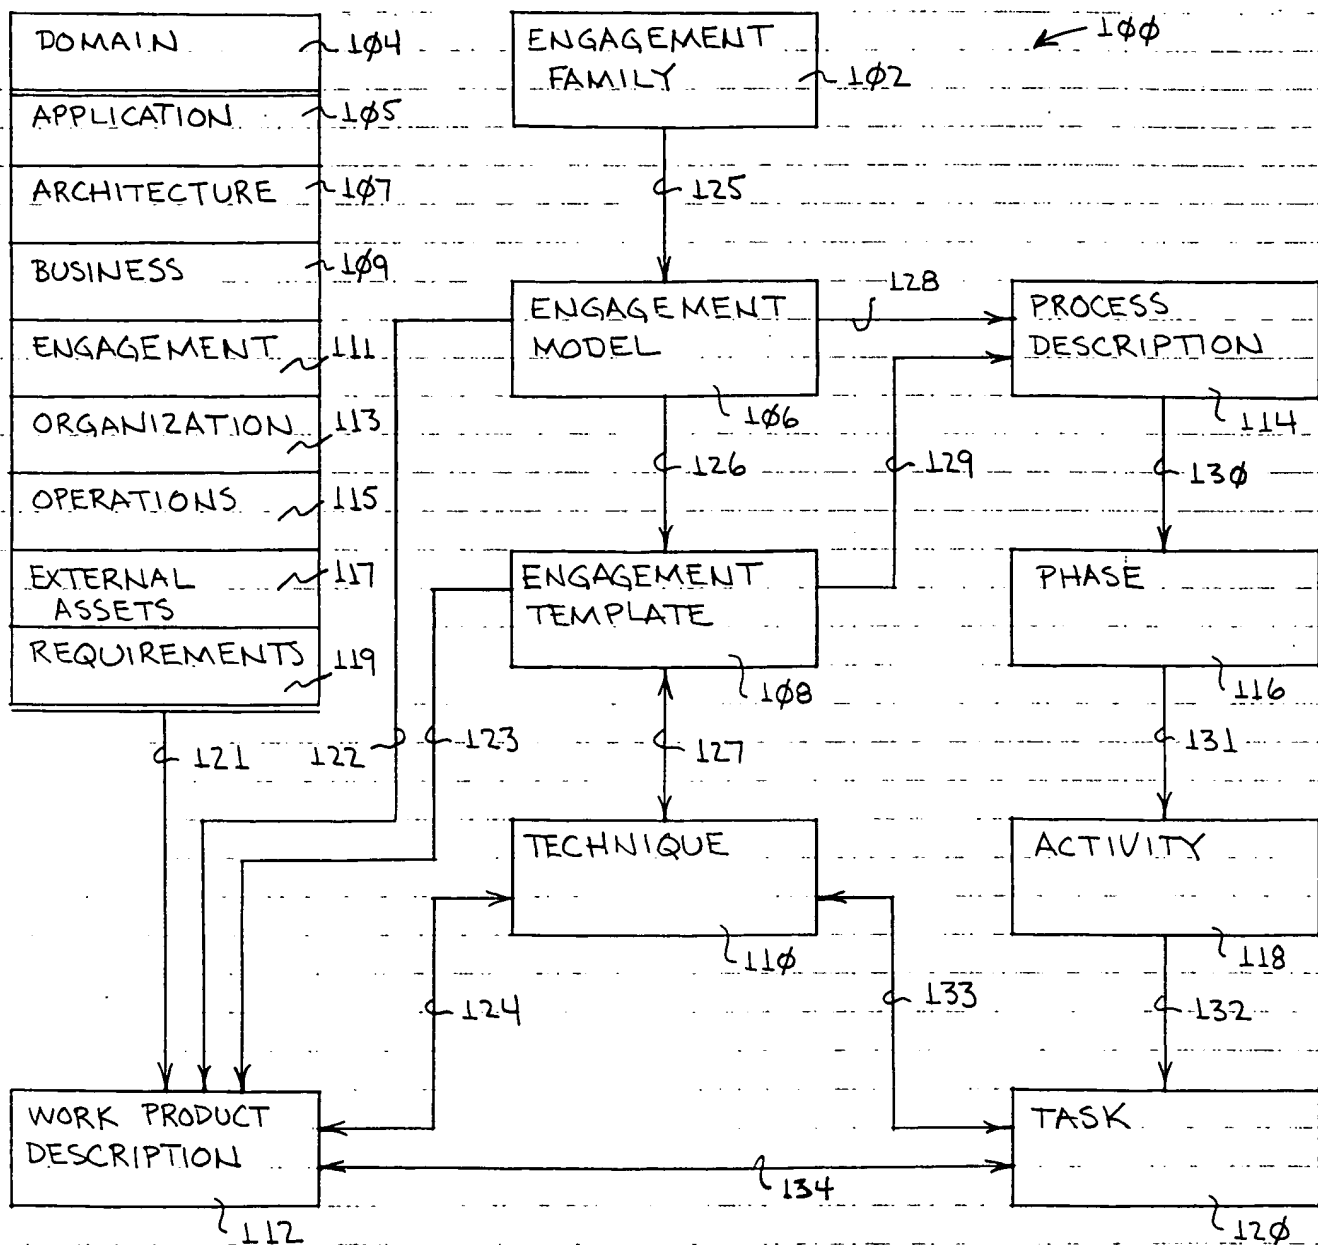 DOMAIN 104
APPLICATION 105
ARCHITECTURE 107
BUSINESS 109
ENGAGEMENT 111
ORGANIZATION 113
OPERATIONS 115
EXTERNAL 117
ASSETS
REQUIREMENTS 119
121
122
123
ENGAGEMENT
FAMILY 102
100
125
ENGAGEMENT
MODEL
106
128
PROCESS
DESCRIPTION
114
126
129
130
ENGAGEMENT
TEMPLATE
108
PHASE
116
127
131
TECHNIQUE
110
ACTIVITY
118
124
133
132
WORK PRODUCT
DESCRIPTION
112
134
TASK
120